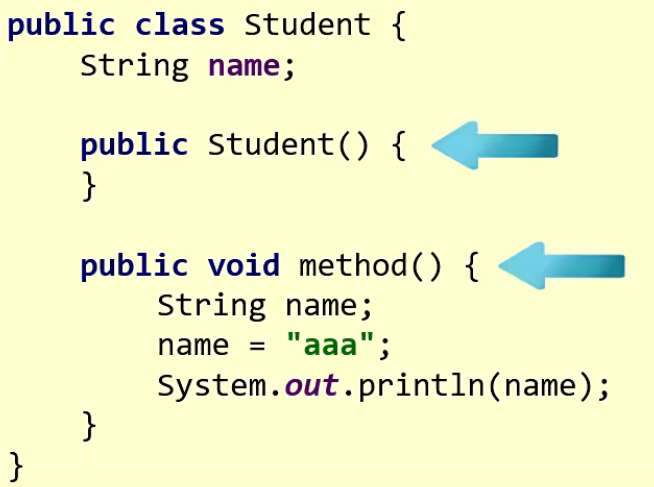 public class Student {
String name;
public Student() {
}
public void method() {
String name;
name = "aaa";
System.out.println(name);
}
}